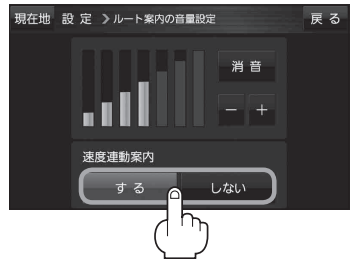 現在地 設定 > ルート案内の音量設定 戻る
消音
− +
速度連動案内
する しない